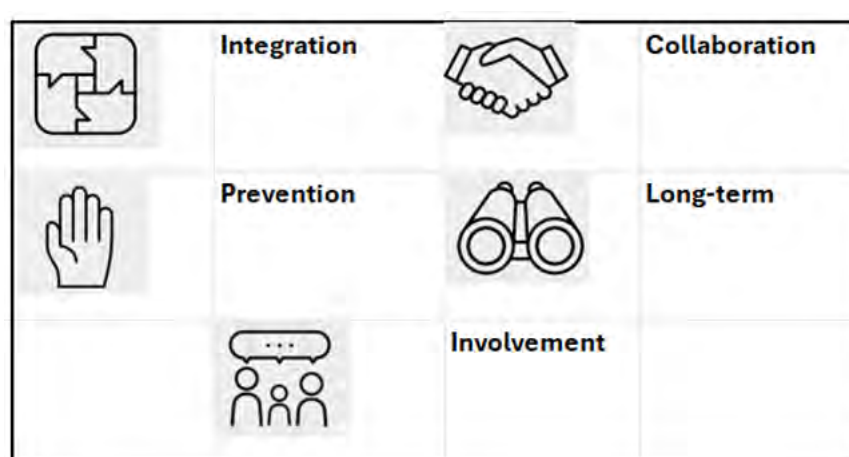 Integration
Collaboration
Prevention
Long-term
Involvement